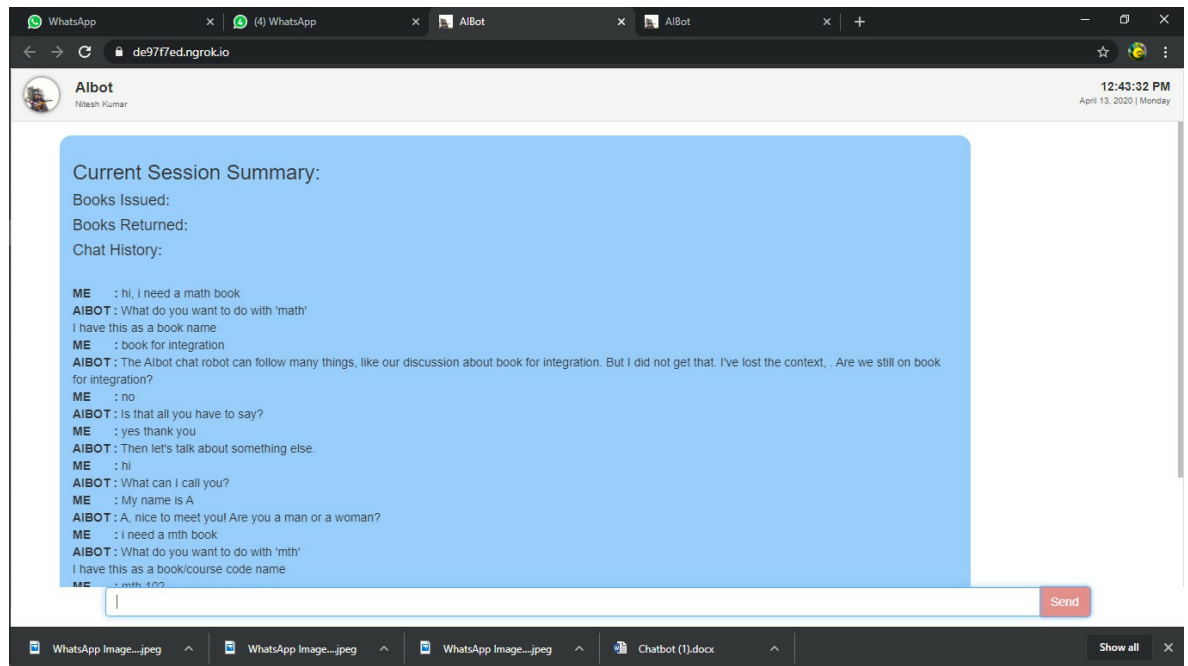 WhatsApp
(4) WhatsApp
AIBot
AIBot
de97f7ed.ngrok.io
AIbot
Nitesh Kumar
12:43:32 PM
April 13, 2020 | Monday
Current Session Summary:
Books Issued:
Books Returned:
Chat History:
ME : hi, i need a math book
AIBOT : What do you want to do with 'math'
I have this as a book name
ME : book for integration
AIBOT : The AIbot chat robot can follow many things, like our discussion about book for integration. But I did not get that. I've lost the context, . Are we still on book
for integration?
ME : no
AIBOT : Is that all you have to say?
ME : yes thank you
AIBOT : Then let's talk about something else.
ME : hi
AIBOT : What can I call you?
ME : My name is A
AIBOT : A, nice to meet you! Are you a man or a woman?
ME : i need a mth book
AIBOT : What do you want to do with 'mth'
I have this as a book/course code name
ME : mth 102
Send
WhatsApp Image....jpeg
WhatsApp Image....jpeg
WhatsApp Image....jpeg
Chatbot (1).docx
Show all